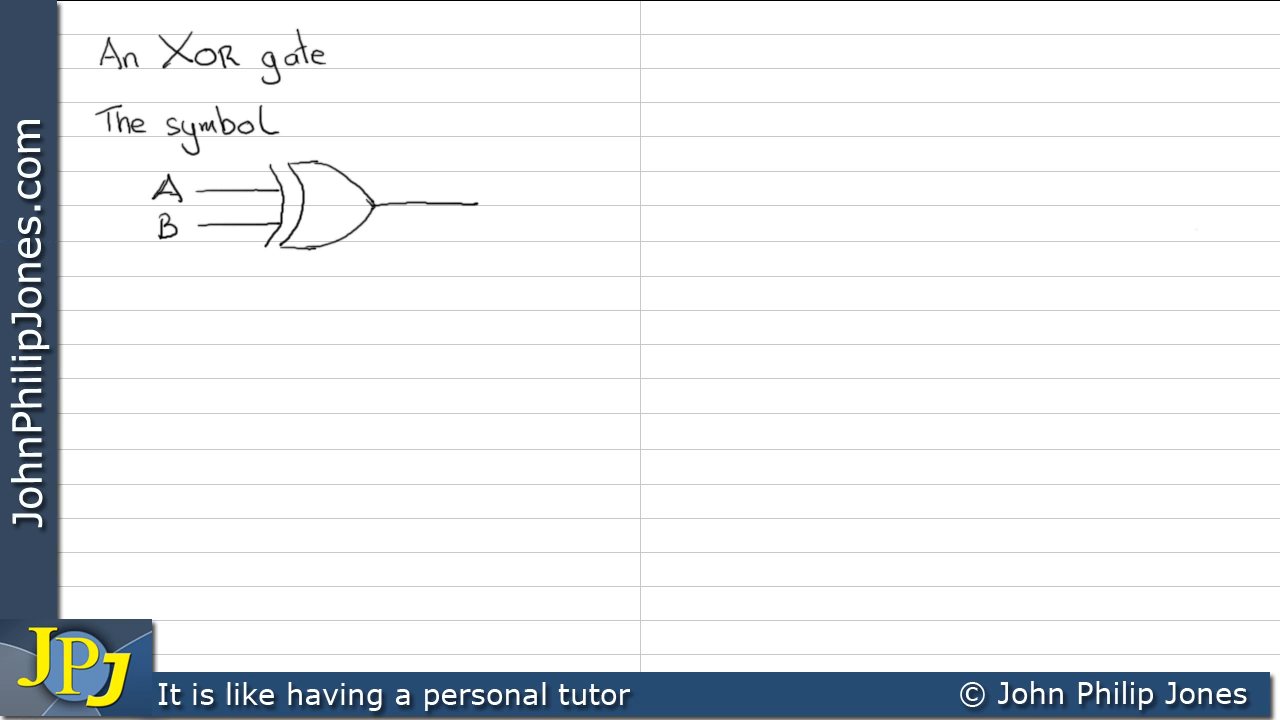 An XOR gate
The symbol
A
B
JohnPhilipJones.com
JPJ
It is like having a personal tutor
© John Philip Jones